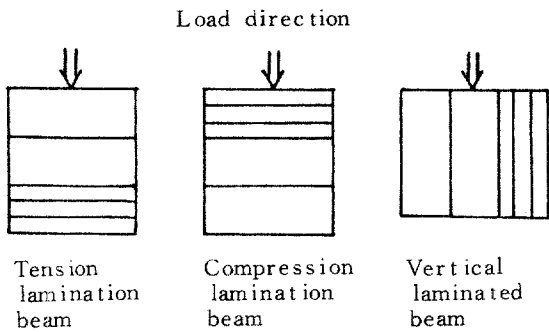 Load direction
Tension
lamination
beam
Compression
lamination
beam
Vertical
laminated
beam